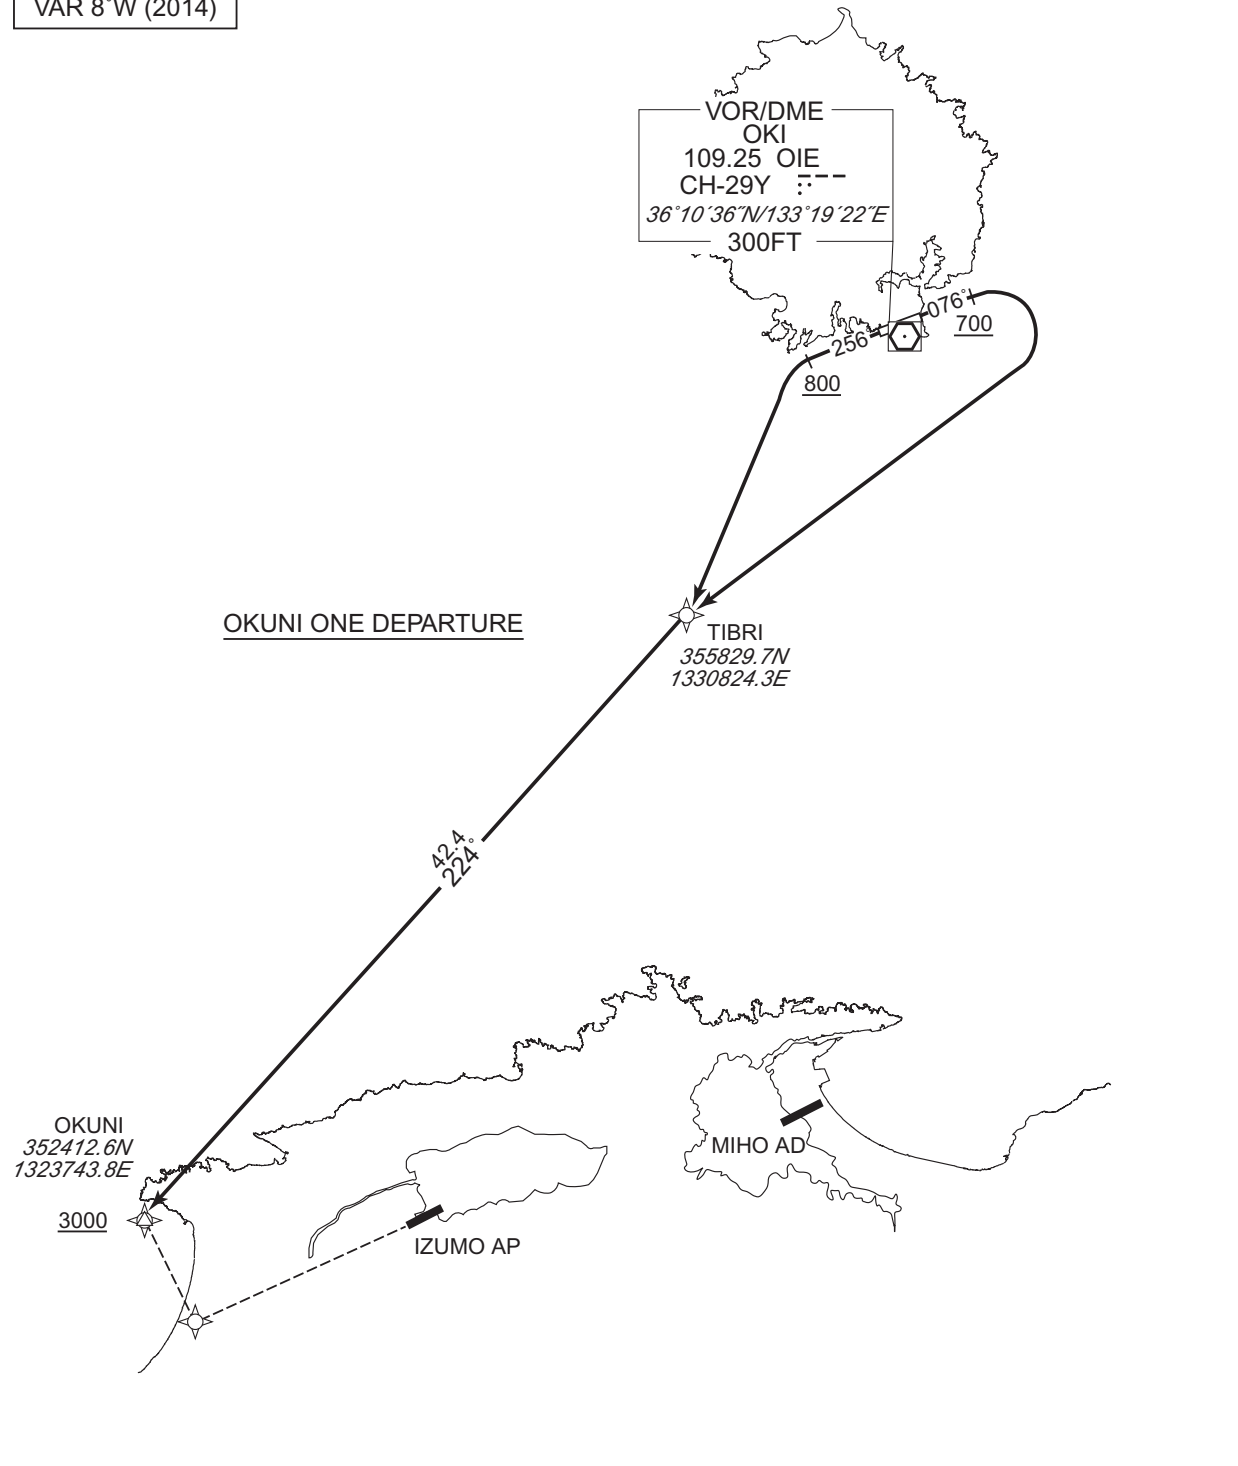 VAR 8°W (2014)
VOR/DME
OKI
109.25 OIE
CH-29Y
36°10´36˝N/133°19´22˝E
300FT
076°
700
256°
800
OKUNI ONE DEPARTURE
TIBRI
355829.7N
1330824.3E
42.4
224°
OKUNI
352412.6N
1323743.8E
3000
MIHO AD
IZUMO AP